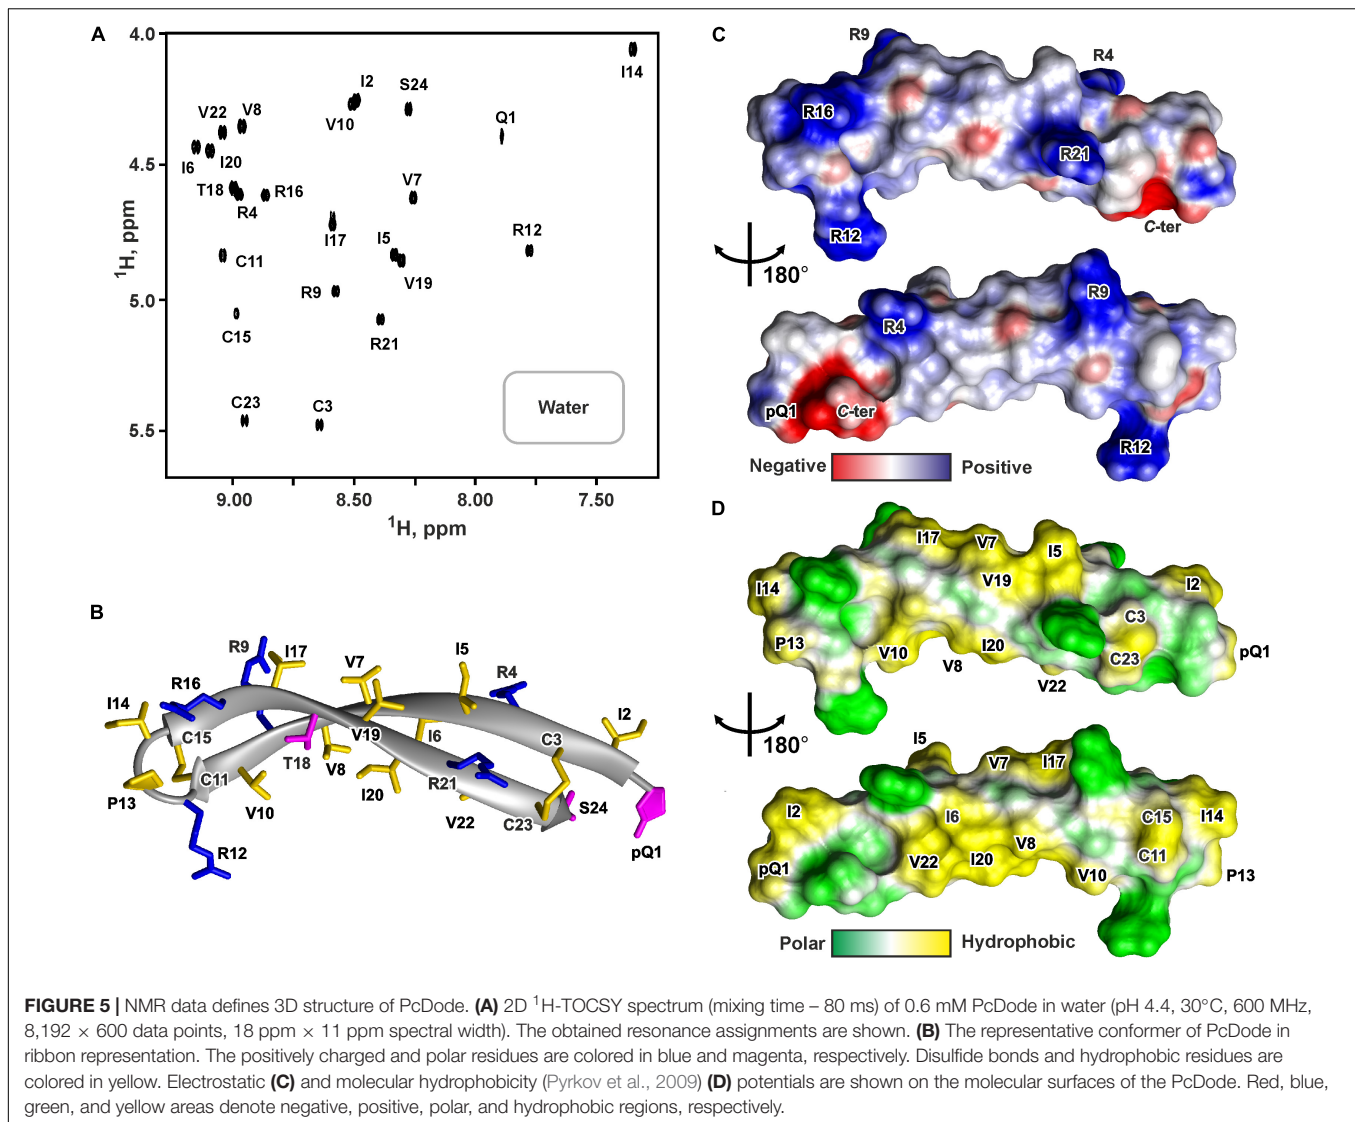 A
4.0
4.5
5.0
5.5
¹H, ppm
9.00
8.50
8.00
7.50
¹H, ppm
I14
I2
S24
V10
Q1
V22
V8
I6
I20
T18
R4
R16
V7
I17
I5
R12
C11
V19
R9
C15
R21
C23
C3
Water
B
R9
I17
V7
I5
R4
R16
I14
I2
C15
V19
I6
C3
C11
T18
V8
R21
P13
V10
I20
S24
V22
C23
R12
pQ1
C
R9
R4
R16
R21
R12
C-ter
180°
R9
R4
pQ1
C-ter
R12
Negative
Positive
D
I17
V7
I5
V19
I14
I2
C3
P13
V10
V8
I20
C23
V22
pQ1
180°
I5
V7
I17
I2
I6
C15
I14
V8
C11
pQ1
V22
I20
V10
P13
Polar
Hydrophobic
FIGURE 5 | NMR data defines 3D structure of PcDode. (A) 2D ¹H-TOCSY spectrum (mixing time – 80 ms) of 0.6 mM PcDode in water (pH 4.4, 30°C, 600 MHz,
8,192 × 600 data points, 18 ppm × 11 ppm spectral width). The obtained resonance assignments are shown. (B) The representative conformer of PcDode in
ribbon representation. The positively charged and polar residues are colored in blue and magenta, respectively. Disulfide bonds and hydrophobic residues are
colored in yellow. Electrostatic (C) and molecular hydrophobicity (Pyrkov et al., 2009) (D) potentials are shown on the molecular surfaces of the PcDode. Red, blue,
green, and yellow areas denote negative, positive, polar, and hydrophobic regions, respectively.